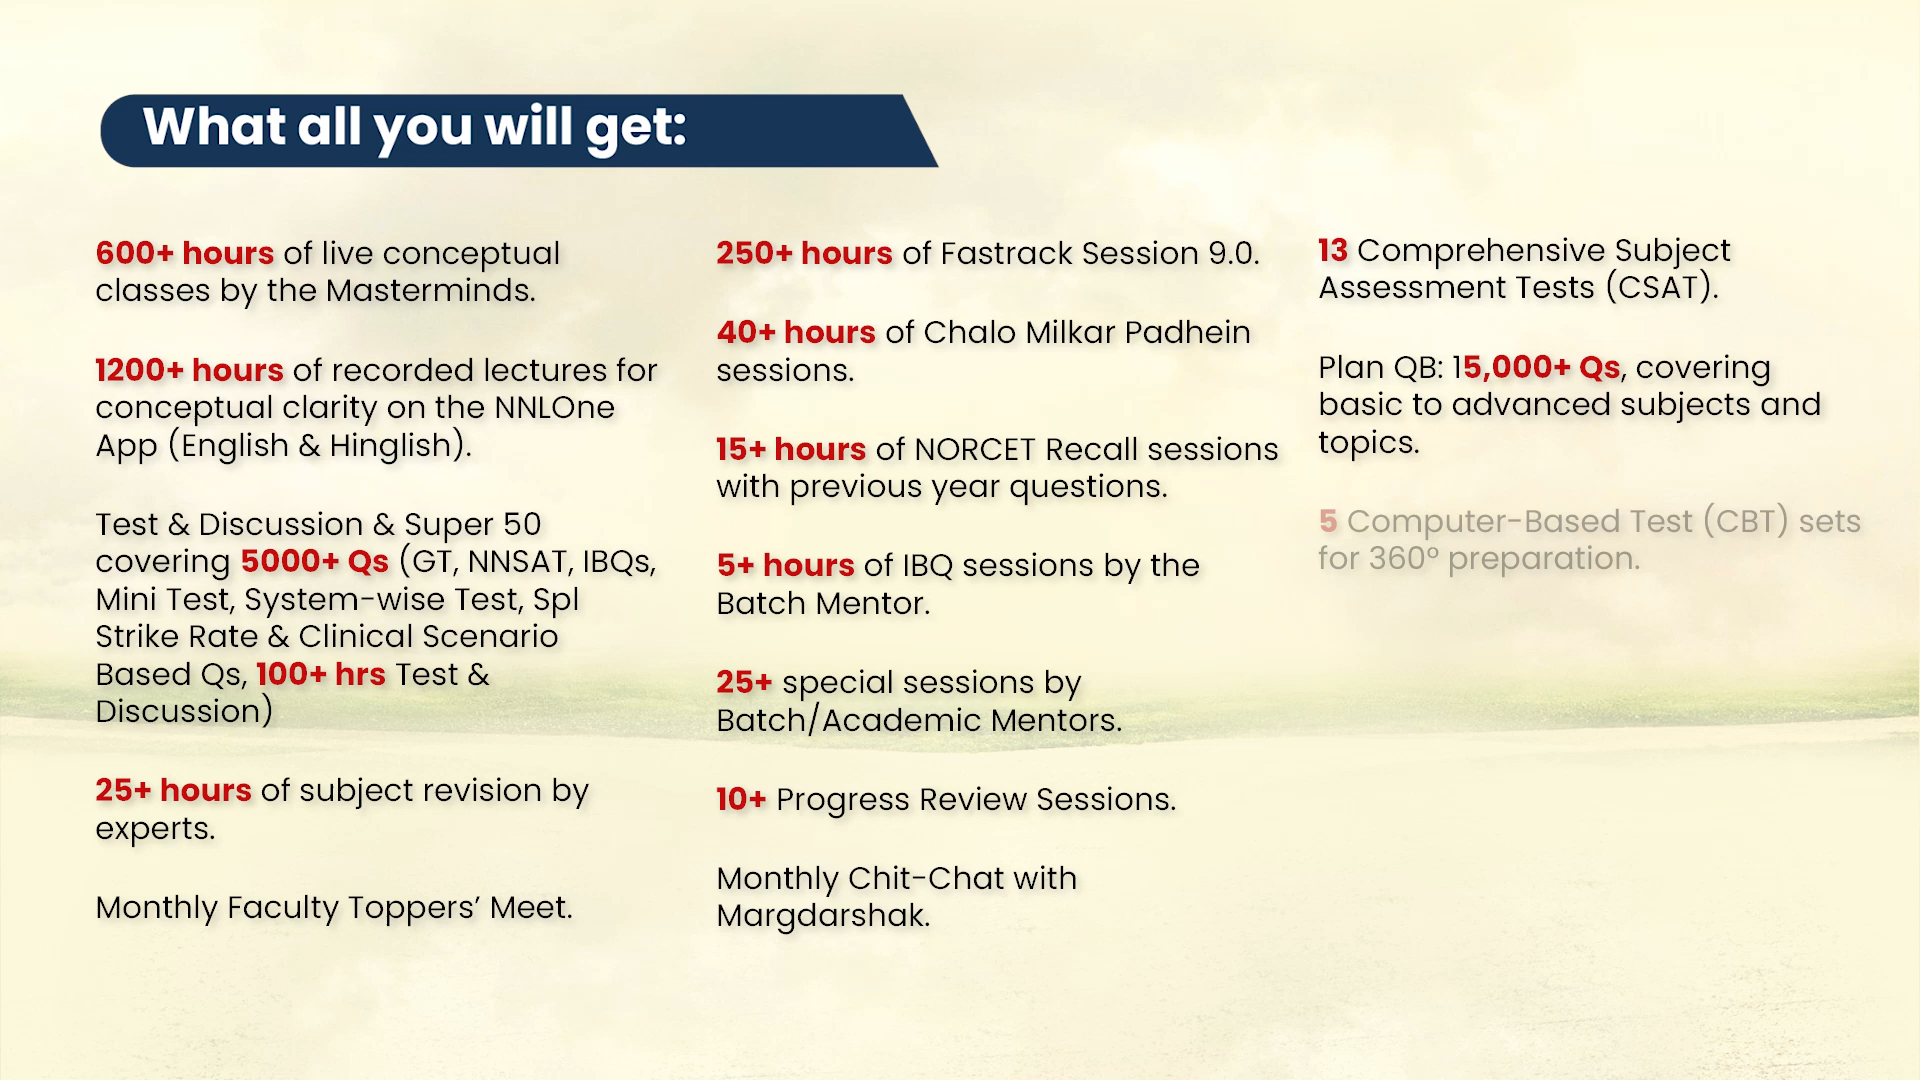 What all you will get:
600+ hours of live conceptual
classes by the Masterminds.
1200+ hours of recorded lectures for
conceptual clarity on the NNLOne
App (English & Hinglish).
Test & Discussion & Super 50
covering 5000+ Qs (GT, NNSAT, IBQs,
Mini Test, System-wise Test, Spl
Strike Rate & Clinical Scenario
Based Qs, 100+ hrs Test &
Discussion)
25+ hours of subject revision by
experts.
Monthly Faculty Toppers’ Meet.
250+ hours of Fastrack Session 9.0.
40+ hours of Chalo Milkar Padhein
sessions.
15+ hours of NORCET Recall sessions
with previous year questions.
5+ hours of IBQ sessions by the
Batch Mentor.
25+ special sessions by
Batch/Academic Mentors.
10+ Progress Review Sessions.
Monthly Chit-Chat with
Margdarshak.
13 Comprehensive Subject
Assessment Tests (CSAT).
Plan QB: 15,000+ Qs, covering
basic to advanced subjects and
topics.
5 Computer-Based Test (CBT) sets
for 360° preparation.